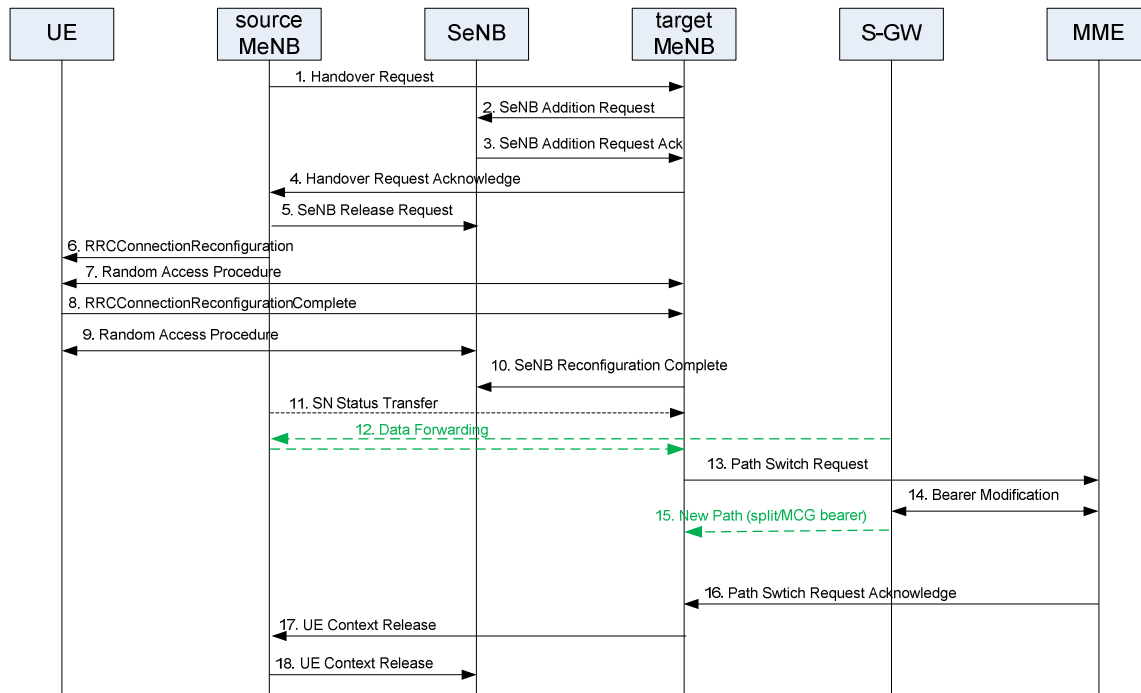 UE
source
MeNB
SeNB
target
MeNB
S-GW
MME
1. Handover Request
2. SeNB Addition Request
3. SeNB Addition Request Ack
4. Handover Request Acknowledge
5. SeNB Release Request
6. RRCConnectionReconfiguration
7. Random Access Procedure
8. RRCConnectionReconfigurationComplete
9. Random Access Procedure
10. SeNB Reconfiguration Complete
11. SN Status Transfer
12. Data Forwarding
13. Path Switch Request
14. Bearer Modification
15. New Path (split/MCG bearer)
16. Path Swtich Request Acknowledge
17. UE Context Release
18. UE Context Release